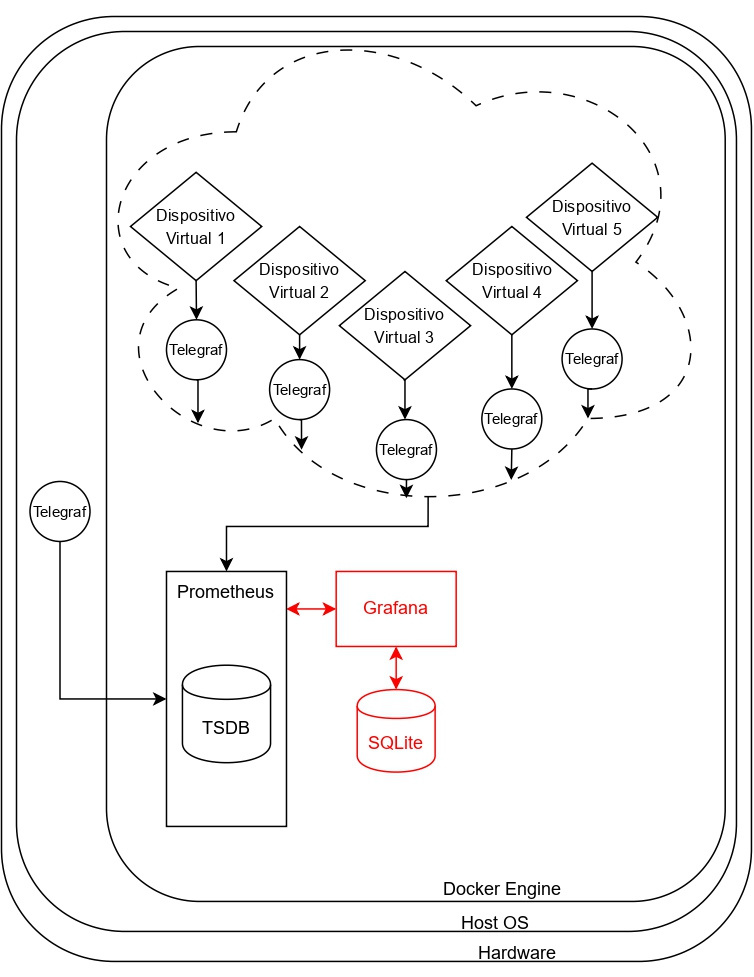 Dispositivo
Virtual 1
Dispositivo
Virtual 2
Dispositivo
Virtual 3
Dispositivo
Virtual 4
Dispositivo
Virtual 5
Telegraf
Telegraf
Telegraf
Telegraf
Telegraf
Telegraf
Prometheus
TSDB
Grafana
SQLite
Docker Engine
Host OS
Hardware